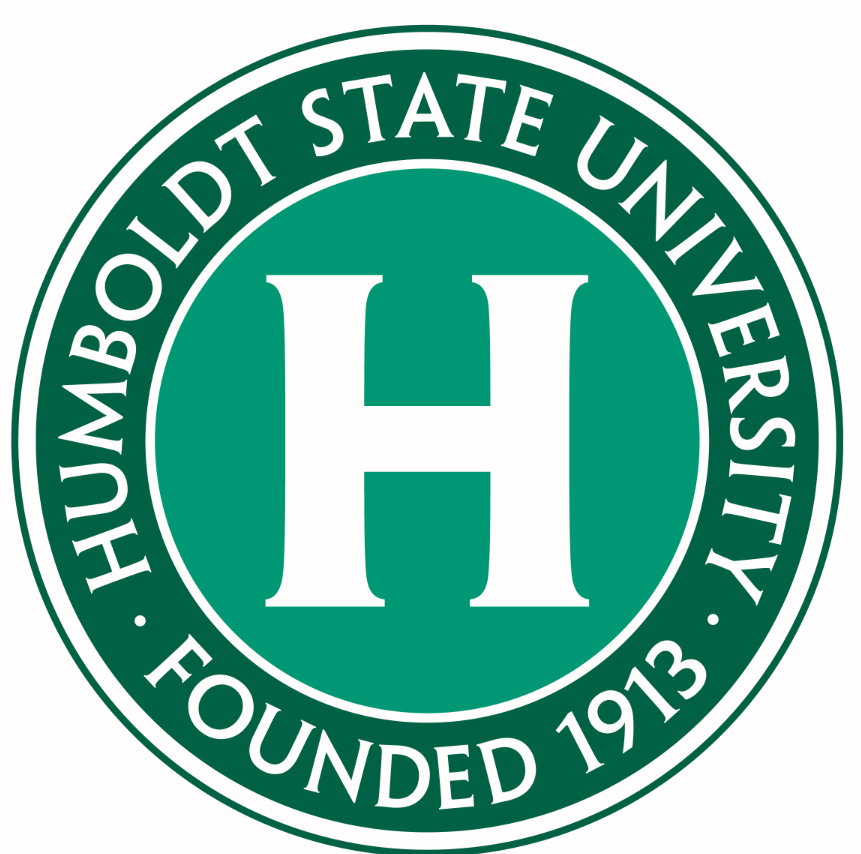 HUMBOLDT STATE UNIVERSITY
H
· FOUNDED 1913 ·